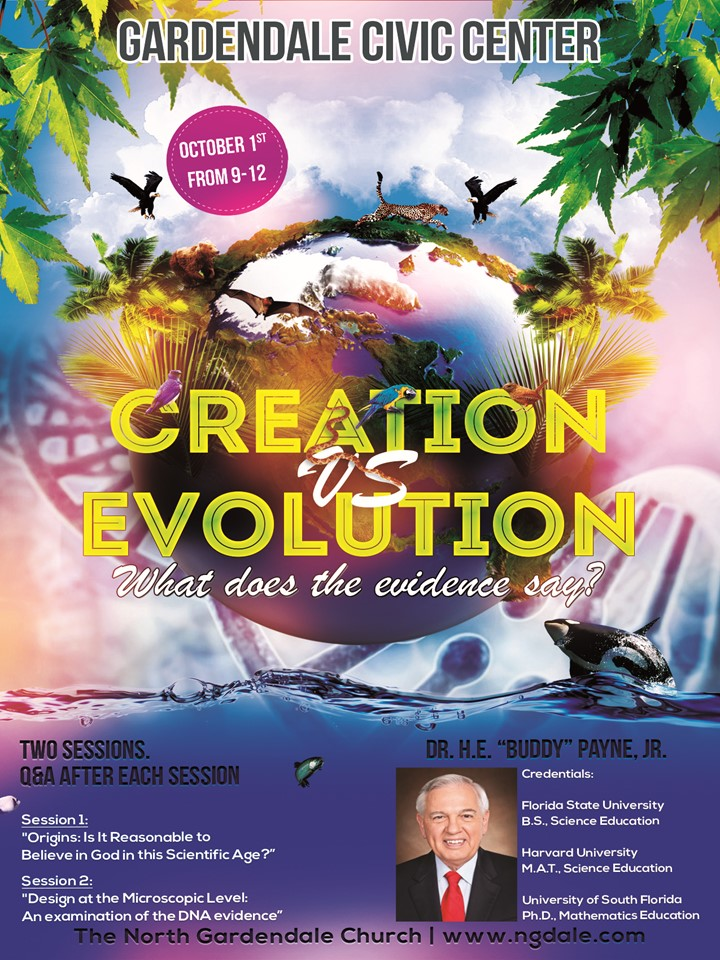 GARDENDALE CIVIC CENTER
OCTOBER 1ST
FROM 9-12
CREATION
VS
EVOLUTION
What does the evidence say?
TWO SESSIONS.
Q&A AFTER EACH SESSION
Session 1:
"Origins: Is It Reasonable to
Believe in God in this Scientific Age?"
Session 2:
"Design at the Microscopic Level:
An examination of the DNA evidence"
DR. H.E. "BUDDY" PAYNE, JR.
Credentials:
Florida State University
B.S., Science Education
Harvard University
M.A.T., Science Education
University of South Florida
Ph.D., Mathematics Education
The North Gardendale Church | www.ngdale.com